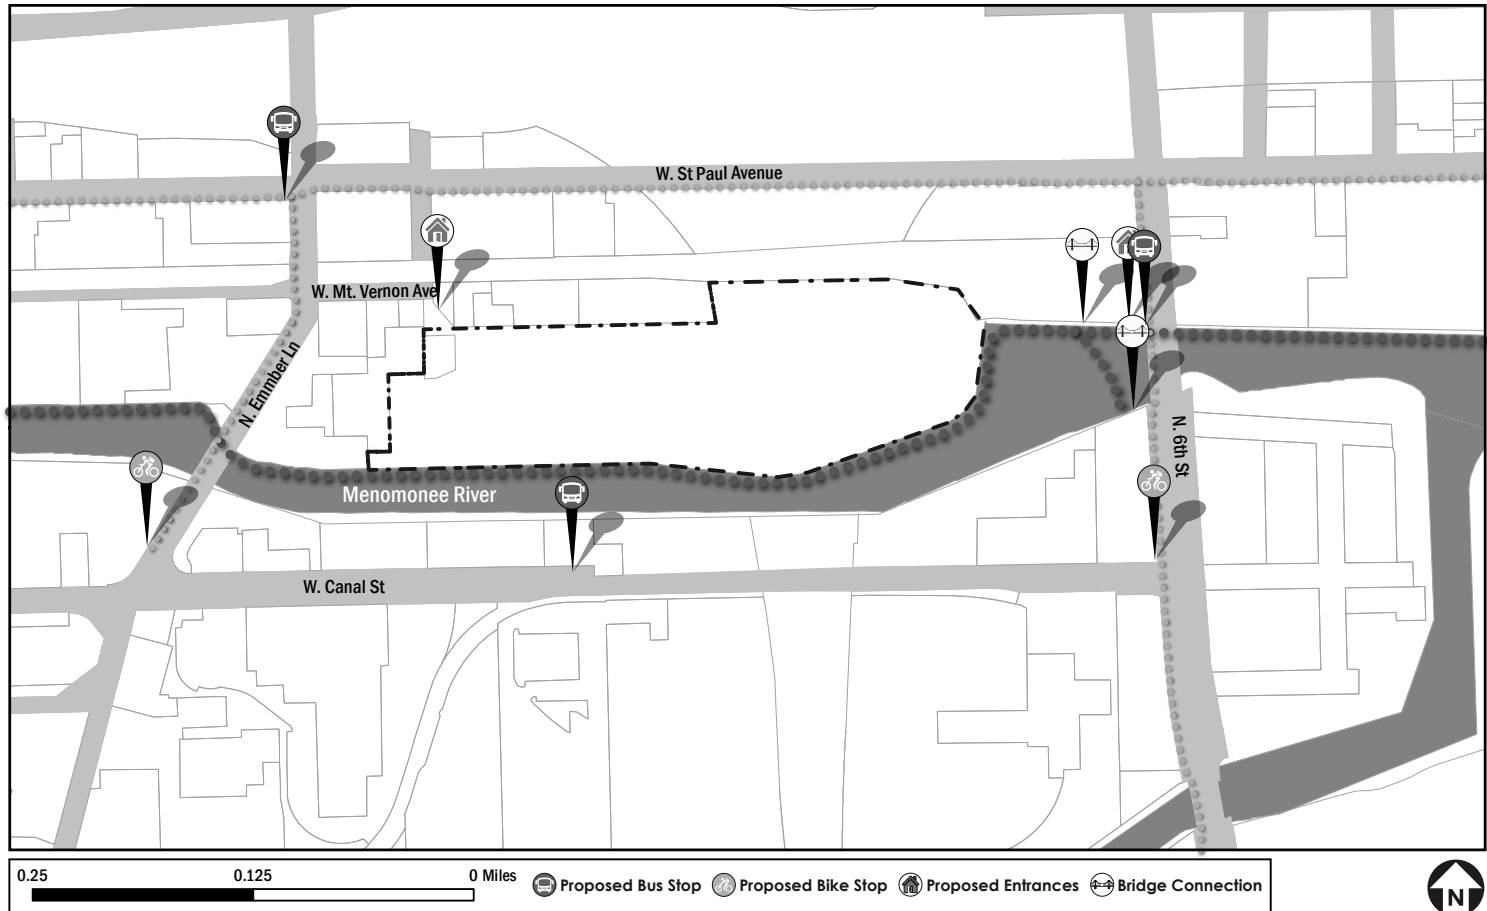 W. St Paul Avenue
W. Mt. Vernon Ave
N. Emmber Ln
N. 6th St
Menomonee River
W. Canal St
0.25 0.125 0 Miles
Proposed Bus Stop Proposed Bike Stop Proposed Entrances Bridge Connection
N